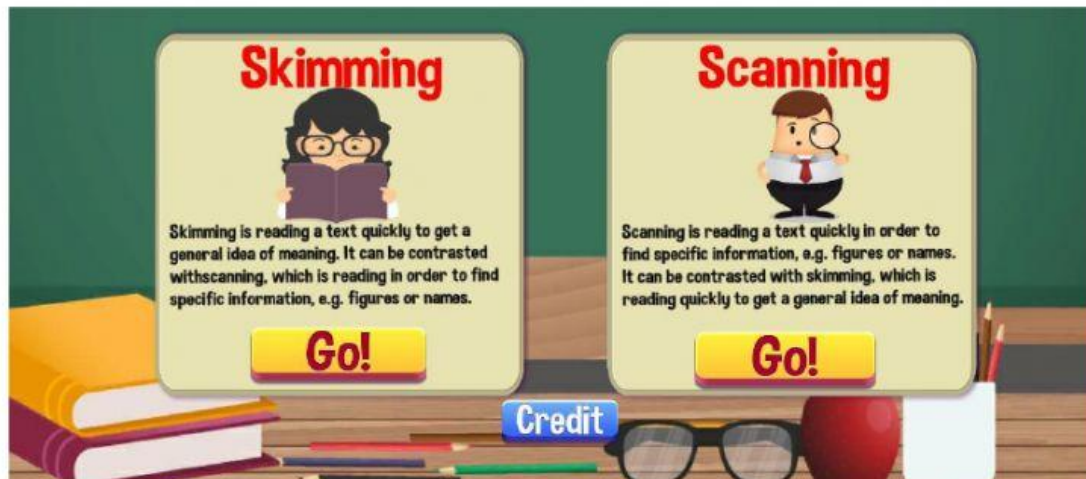 Skimming
Skimming is reading a text quickly to get a
general idea of meaning. It can be contrasted
withscanning, which is reading in order to find
specific information, e.g. figures or names.
Go!
Scanning
Scanning is reading a text quickly in order to
find specific information, e.g. figures or names.
It can be contrasted with skimming, which is
reading quickly to get a general idea of meaning.
Go!
Credit